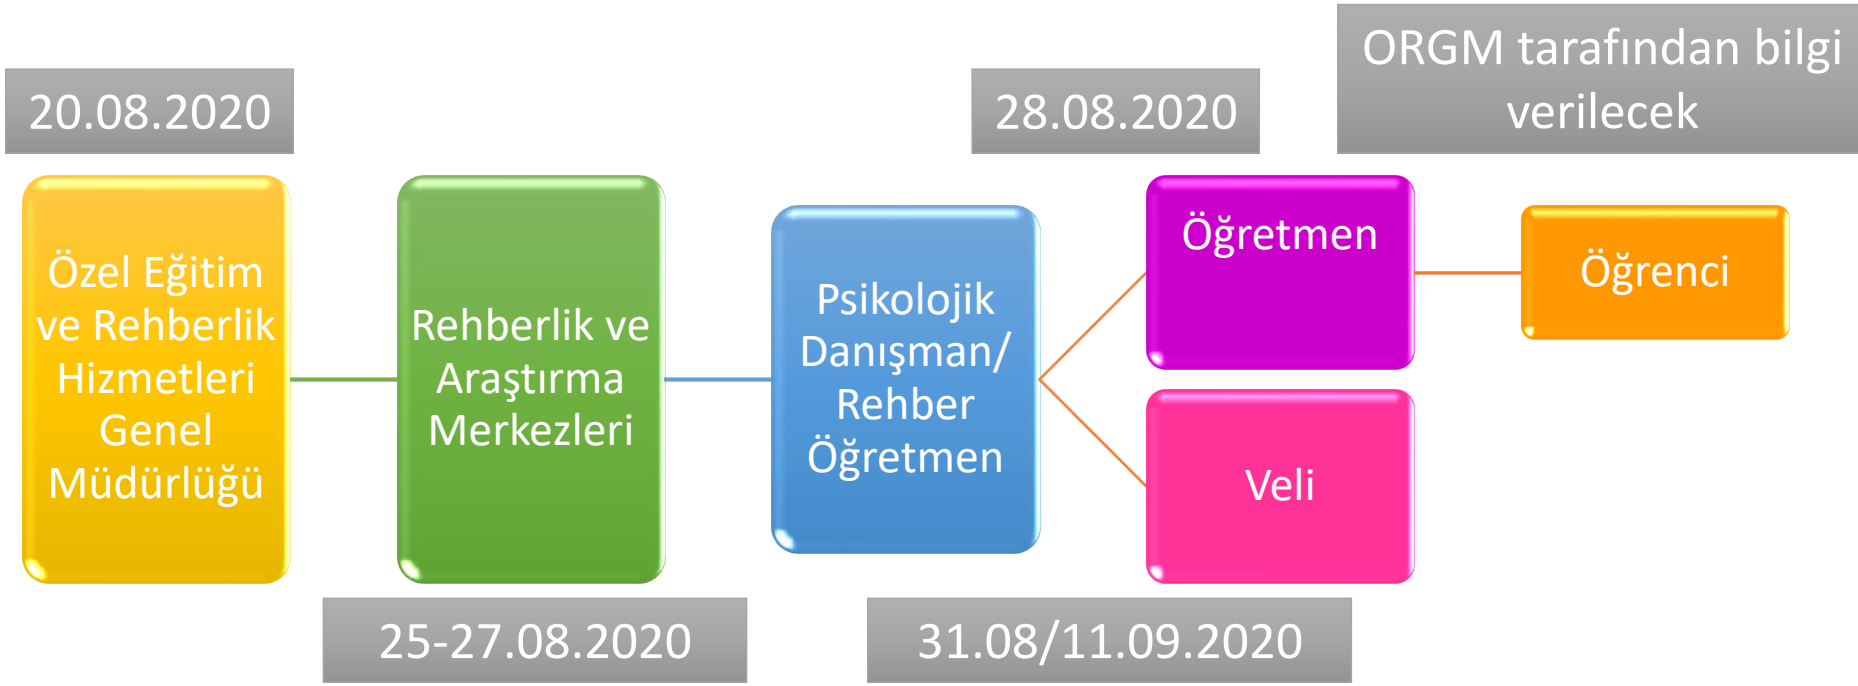 20.08.2020
28.08.2020
ORGM tarafından bilgi
verilecek
Özel Eğitim
ve Rehberlik
Hizmetleri
Genel
Müdürlüğü
Rehberlik ve
Araştırma
Merkezleri
Psikolojik
Danışman/
Rehber
Öğretmen
Öğretmen
Veli
Öğrenci
25-27.08.2020
31.08/11.09.2020